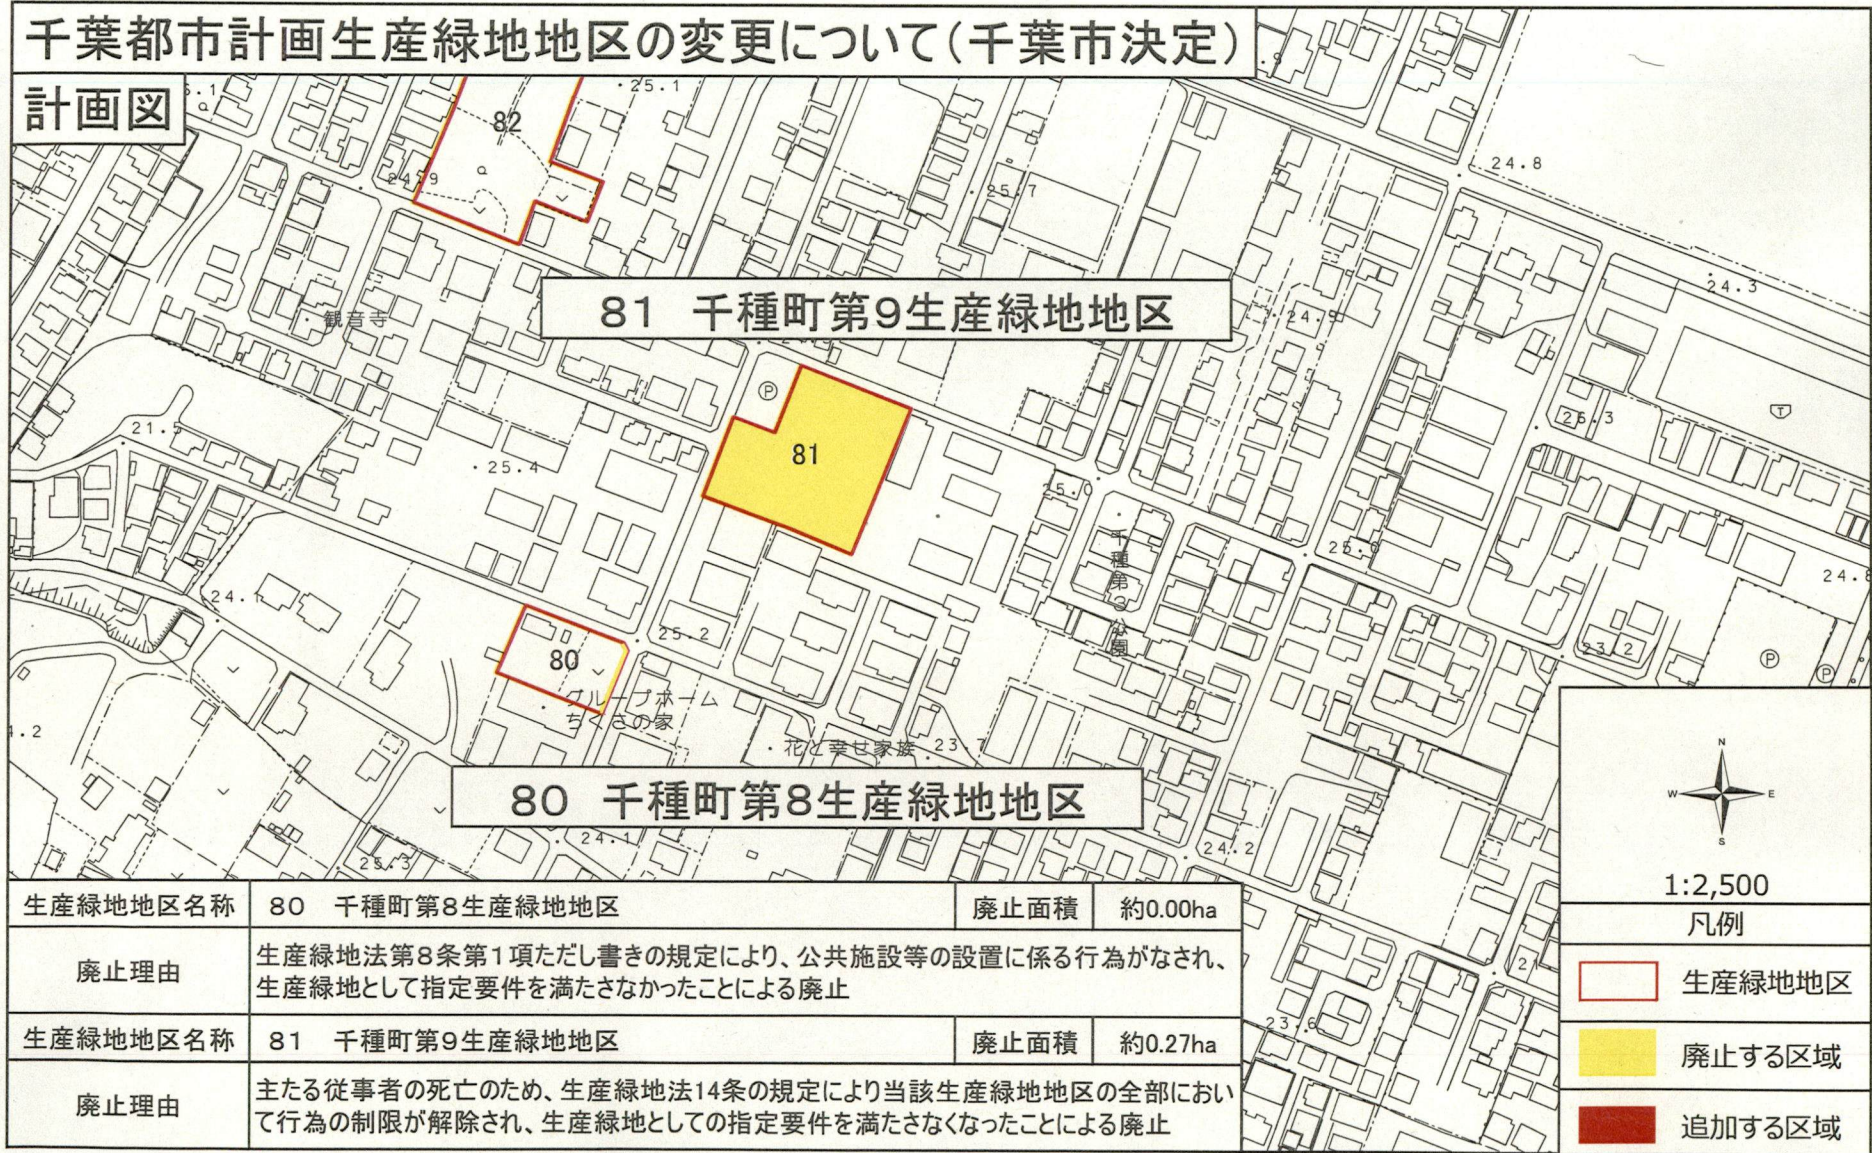 千葉都市計画生産緑地地区の変更について(千葉市決定)
計画図
25.1
82
24.9
24.8
25.7
観音寺
81 千種町第9生産緑地地区
24.9
24.3
Ⓟ
26.3
T
81
25.4
25.0
千種第3公園
24.8
25.2
23.2
Ⓟ
Ⓟ
80
グループホーム
ちぐさの家
花と幸せ家族
23.7
80 千種町第8生産緑地地区
24.1
25.3
24.2
N
W
E
S
1:2,500
凡例
生産緑地地区
廃止する区域
追加する区域
23.6
生産緑地地区名称 80 千種町第8生産緑地地区 廃止面積 約0.00ha
廃止理由
生産緑地法第8条第1項ただし書きの規定により、公共施設等の設置に係る行為がなされ、
生産緑地として指定要件を満たさなかったことによる廃止
生産緑地地区名称 81 千種町第9生産緑地地区 廃止面積 約0.27ha
廃止理由
主たる従事者の死亡のため、生産緑地法14条の規定により当該生産緑地地区の全部におい
て行為の制限が解除され、生産緑地としての指定要件を満たさなくなったことによる廃止